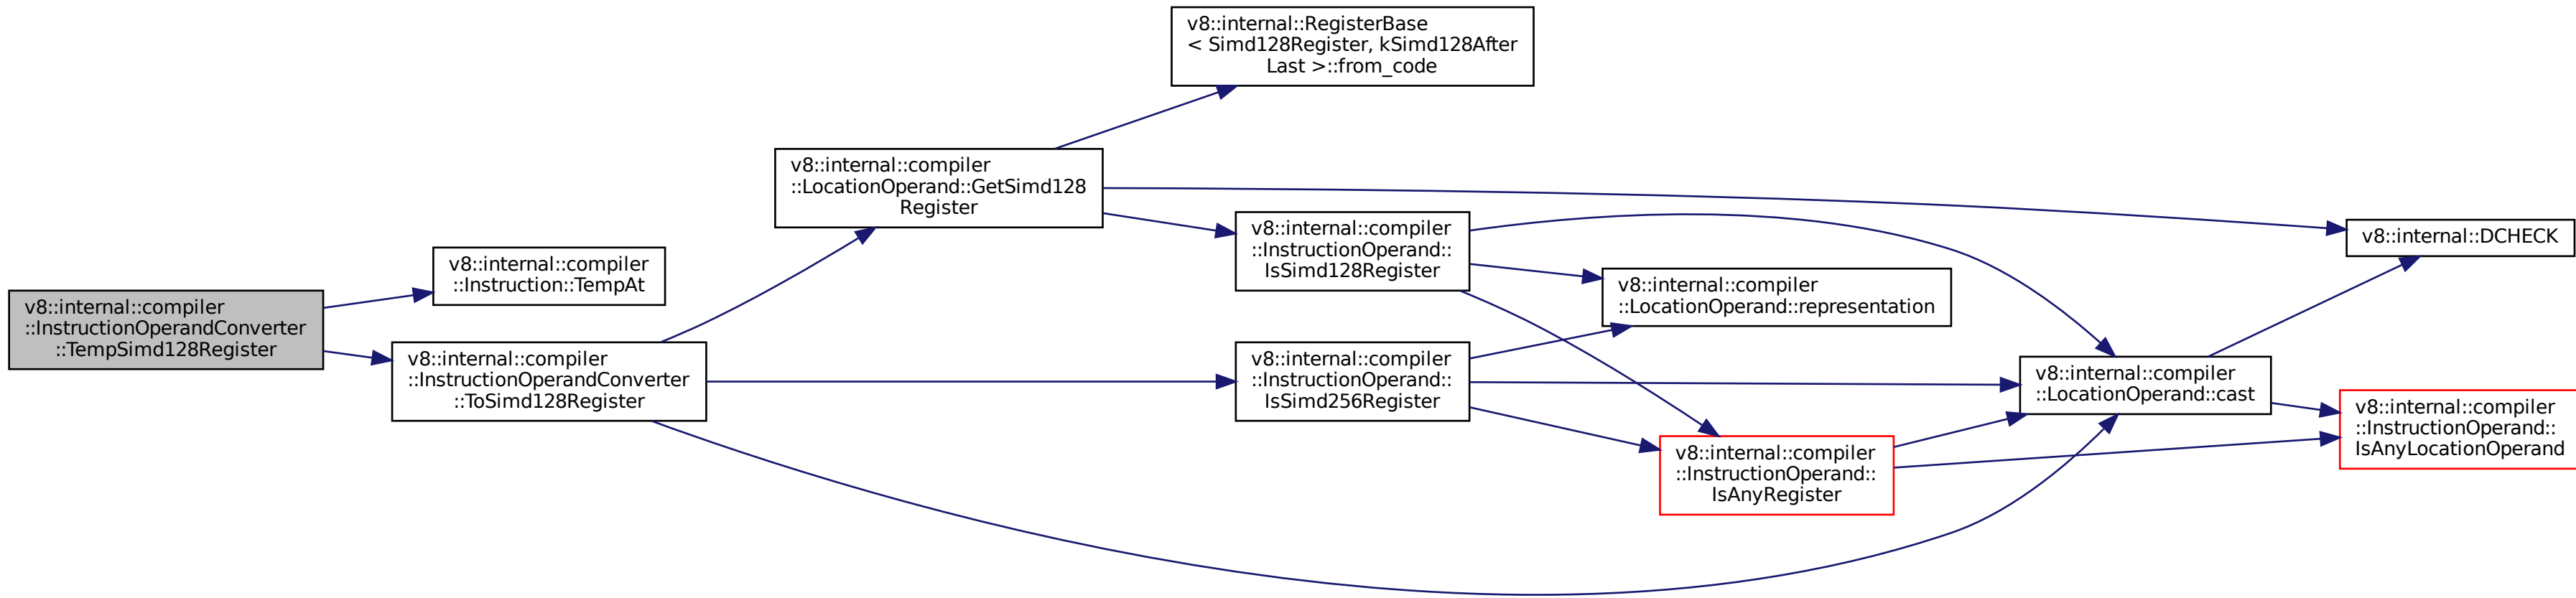 v8::internal::compiler
::InstructionOperandConverter
::TempSimd128Register
v8::internal::compiler
::Instruction::TempAt
v8::internal::compiler
::InstructionOperandConverter
::ToSimd128Register
v8::internal::compiler
::LocationOperand::GetSimd128
Register
v8::internal::RegisterBase
< Simd128Register, kSimd128After
Last >::from_code
v8::internal::compiler
::InstructionOperand::
IsSimd128Register
v8::internal::compiler
::InstructionOperand::
IsSimd256Register
v8::internal::compiler
::LocationOperand::representation
v8::internal::compiler
::InstructionOperand::
IsAnyRegister
v8::internal::compiler
::LocationOperand::cast
v8::internal::DCHECK
v8::internal::compiler
::InstructionOperand::
IsAnyLocationOperand